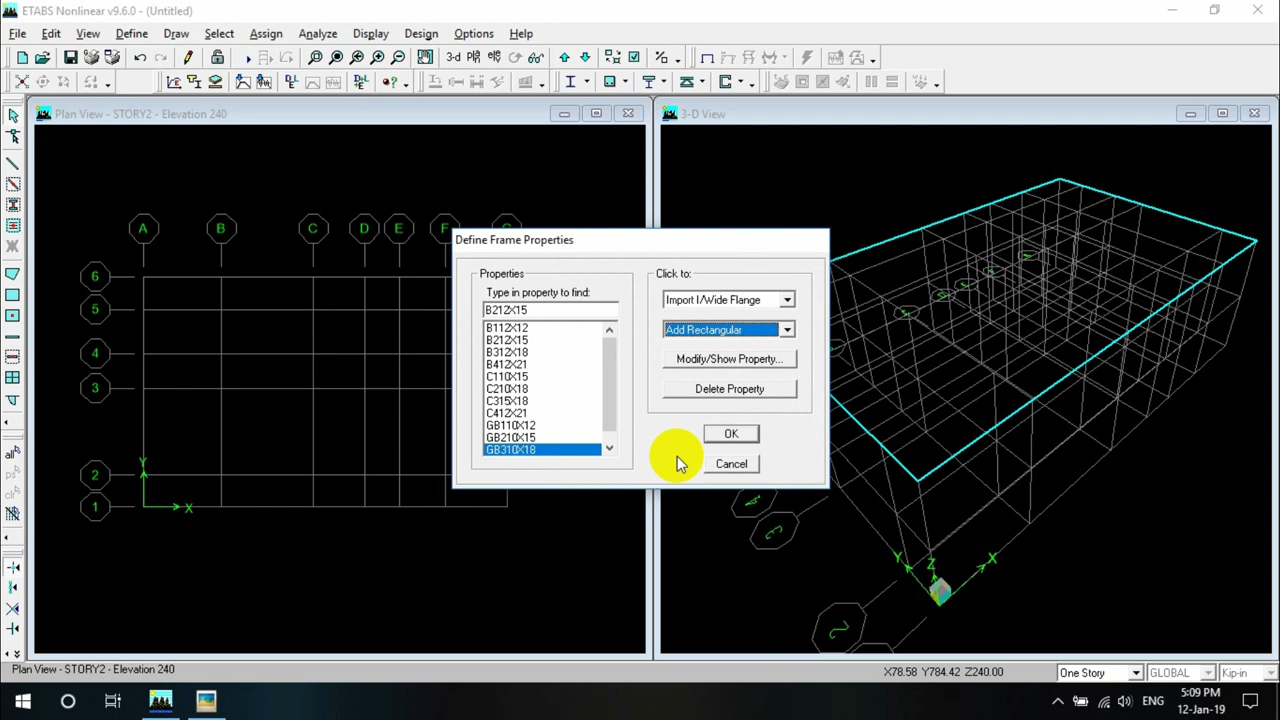 ETABS Nonlinear v9.6.0 - (Untitled)
File Edit View Define Draw Select Assign Analyze Display Design Options Help
3-d
Plan View - STORY2 - Elevation 240
3-D View
A B C D E F
6
5
4
3
2
1
Y
X
Define Frame Properties
Properties
Type in property to find:
B212X15
B112X12
B212X15
B312X18
B412X21
C110X15
C210X18
C315X18
C412X21
GB110X12
GB210X15
GB310X18
Click to:
Import I/Wide Flange
Add Rectangular
Modify/Show Property...
Delete Property
OK
Cancel
Y Z X
Plan View - STORY2 - Elevation 240
X78.58 Y784.42 Z240.00
One Story
GLOBAL
Kip-in
ENG
5:09 PM
12-Jan-19